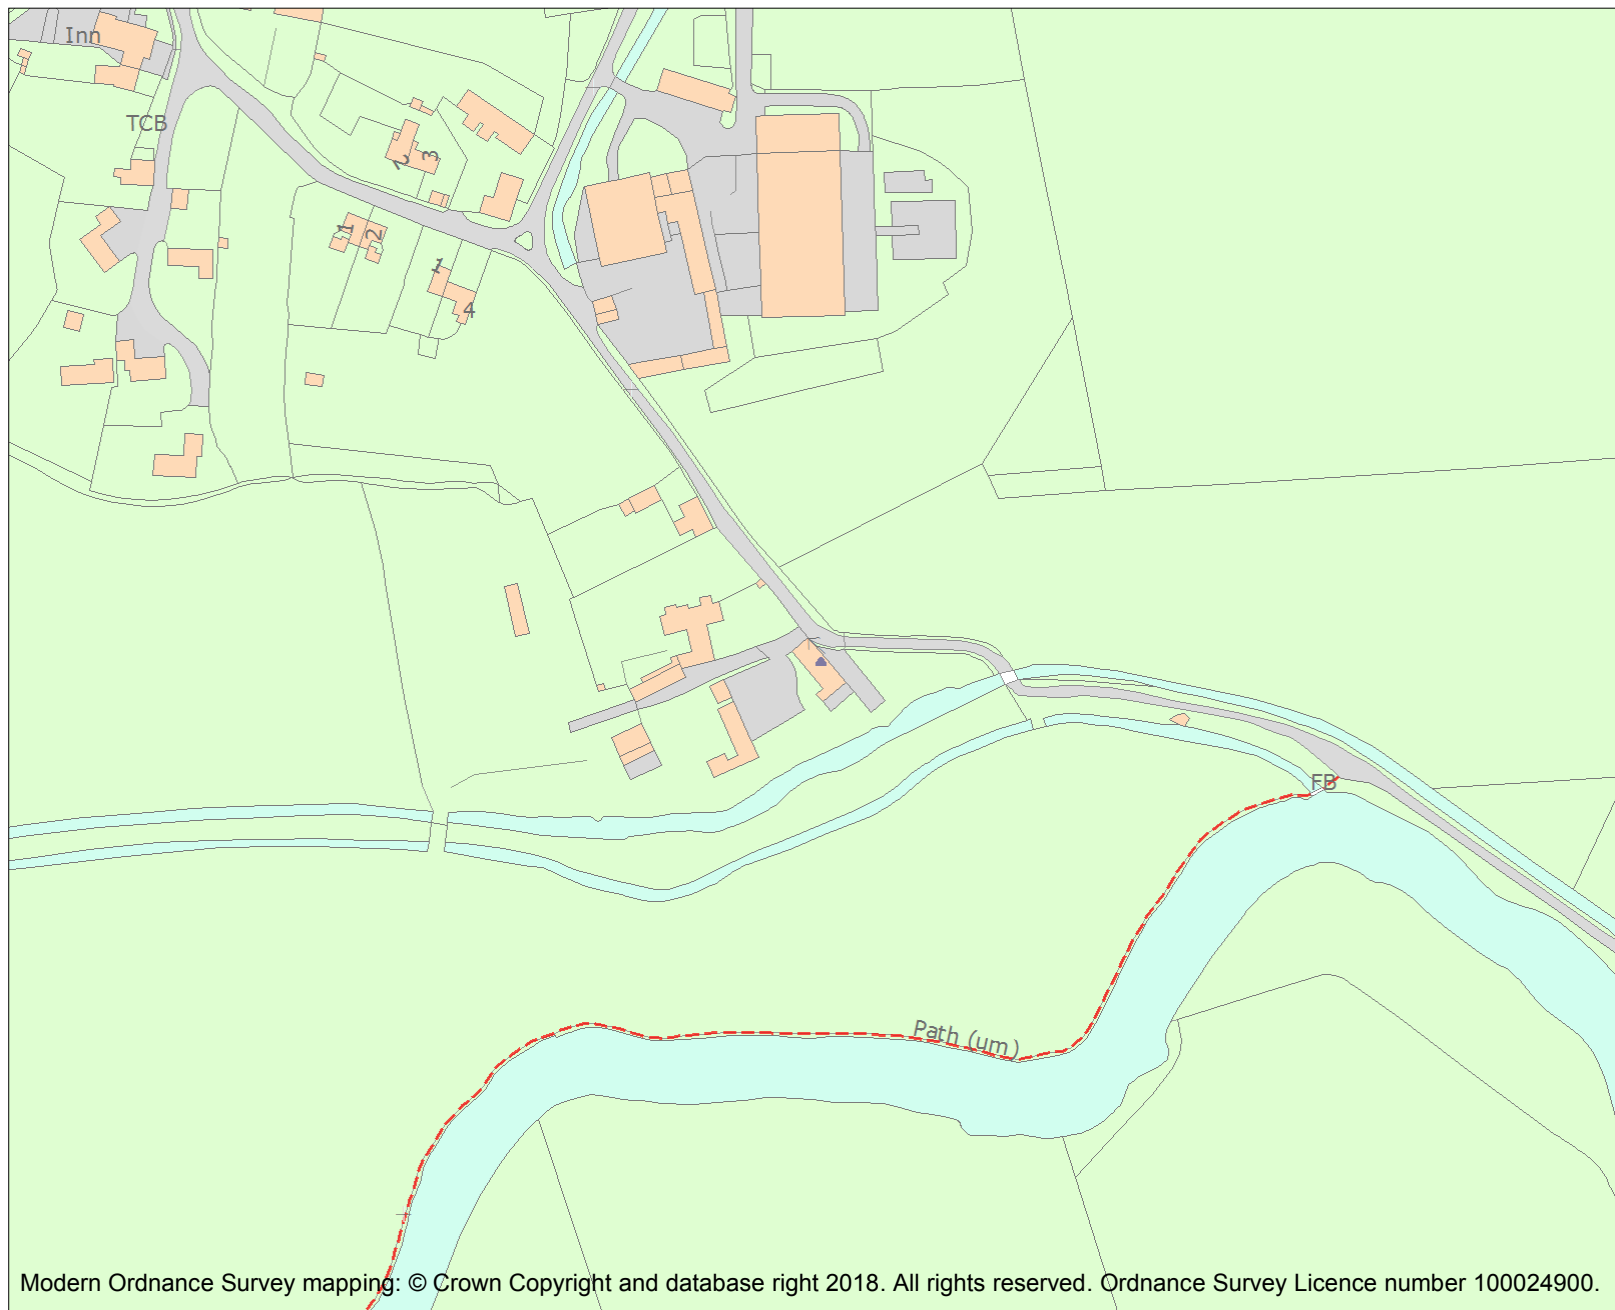 Inn
TCB
2
3
1
2
1
4
FB
Path (um)
Modern Ordnance Survey mapping: © Crown Copyright and database right 2018. All rights reserved. Ordnance Survey Licence number 100024900.